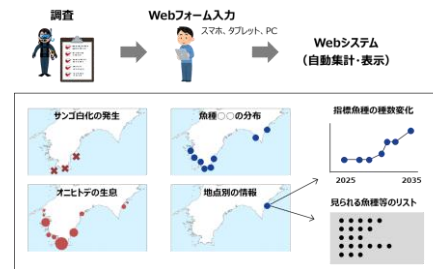 調査
Webフォーム入力
スマホ、タブレット、PC
Webシステム
（自動集計・表示）
サンゴ白化の発生
魚種○○の分布
指標魚種の種数変化
2025
2035
オニヒトデの生息
地点別の情報
見られる魚種等のリスト